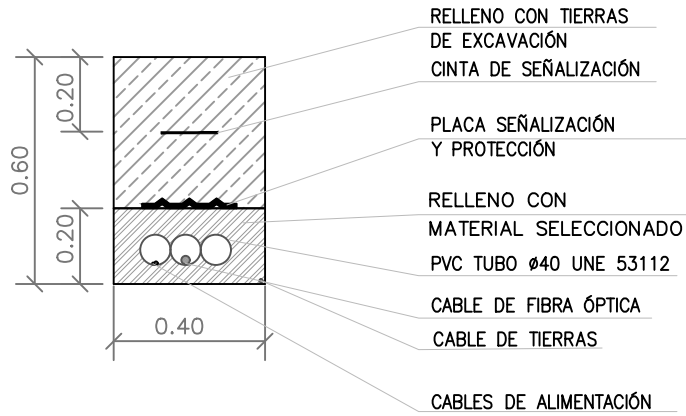 RELLENO CON TIERRAS
DE EXCAVACIÓN
CINTA DE SEÑALIZACIÓN
0.20
0.60
PLACA SEÑALIZACIÓN
Y PROTECCIÓN
0.20
RELLENO CON
MATERIAL SELECCIONADO
PVC TUBO ø40 UNE 53112
CABLE DE FIBRA ÓPTICA
0.40
CABLE DE TIERRAS
CABLES DE ALIMENTACIÓN